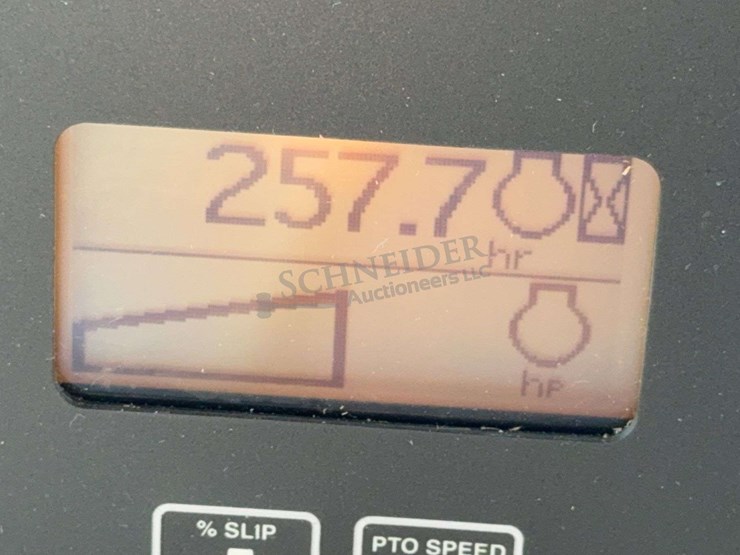 257.7
hr
SCHNEIDER
Auctioneers LLC
hp
% SLIP
PTO SPEED